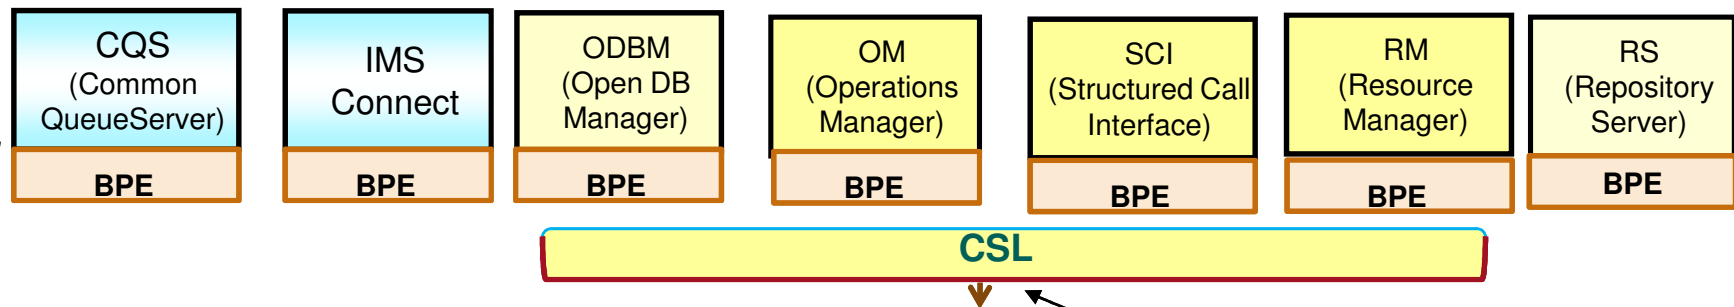 CQS
(Common
QueueServer)
BPE
IMS
Connect
BPE
ODBM
(Open DB
Manager)
BPE
OM
(Operations
Manager)
BPE
SCI
(Structured Call
Interface)
BPE
RM
(Resource
Manager)
BPE
RS
(Repository
Server)
BPE
CSL